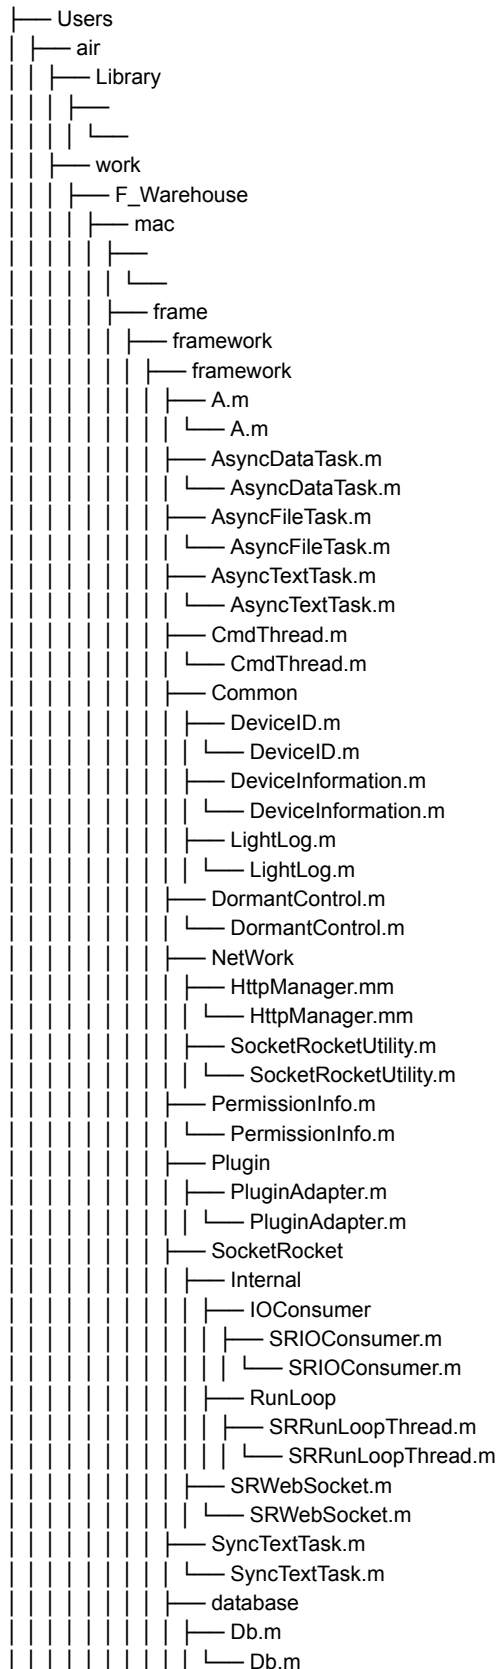 Users
air
Library
work
F_Warehouse
mac
frame
framework
framework
A.m
A.m
AsyncDataTask.m
AsyncDataTask.m
AsyncFileTask.m
AsyncFileTask.m
AsyncTextTask.m
AsyncTextTask.m
CmdThread.m
CmdThread.m
Common
DeviceID.m
DeviceID.m
DeviceInformation.m
DeviceInformation.m
LightLog.m
LightLog.m
DormantControl.m
DormantControl.m
NetWork
HttpManager.mm
HttpManager.mm
SocketRocketUtility.m
SocketRocketUtility.m
PermissionInfo.m
PermissionInfo.m
Plugin
PluginAdapter.m
PluginAdapter.m
SocketRocket
Internal
IOConsumer
SRIOConsumer.m
SRIOConsumer.m
RunLoop
SRRunLoopThread.m
SRRunLoopThread.m
SRWebSocket.m
SRWebSocket.m
SyncTextTask.m
SyncTextTask.m
database
Db.m
Db.m